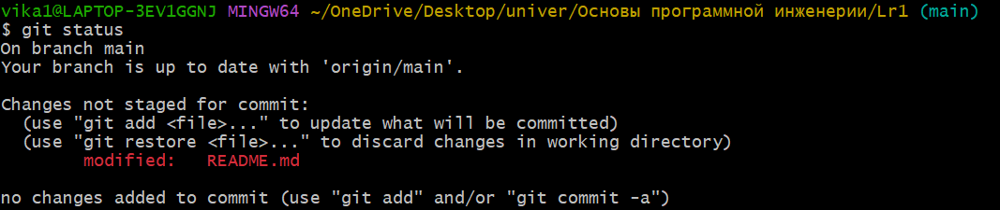 vika1@LAPTOP-3EV1GGNJ MINGW64 ~/OneDrive/Desktop/univer/Основы программной инженерии/Lr1 (main)
$ git status
On branch main
Your branch is up to date with 'origin/main'.
Changes not staged for commit:
(use "git add <file>..." to update what will be committed)
(use "git restore <file>..." to discard changes in working directory)
modified: README.md
no changes added to commit (use "git add" and/or "git commit -a")